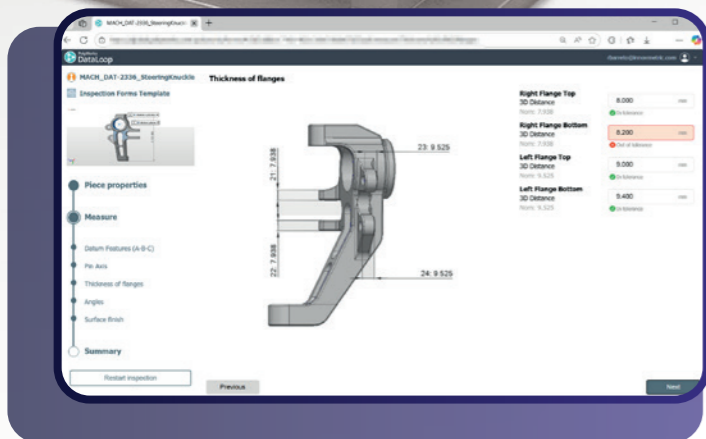 MACH_DAT-2336_SteeringKnuckle
PolyWorks
DataLoop
MACH_DAT-2336_SteeringKnuckle
Inspection Forms Template
Piece properties
Measure
Datum Features (A-B-C)
Pin Axis
Thickness of flanges
Angles
Surface finish
Summary
Restart inspection
Thickness of flanges
21: 7.938
22: 7.938
23: 9.525
24: 9.525
Right Flange Top
3D Distance
Nom: 7.938
8.000 mm
In tolerance
Right Flange Bottom
3D Distance
Nom: 7.938
8.200 mm
Out of tolerance
Left Flange Top
3D Distance
Nom: 9.525
9.000 mm
In tolerance
Left Flange Bottom
3D Distance
Nom: 9.525
9.400 mm
In tolerance
Previous
Next